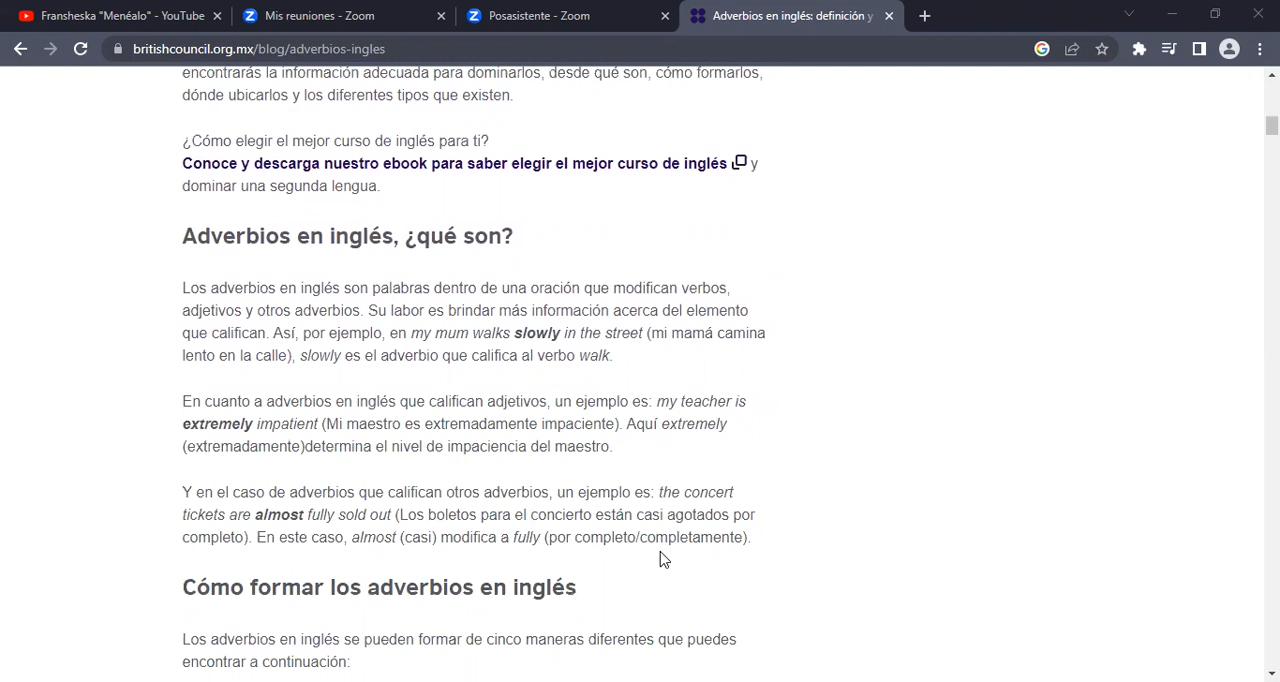 Fransheska "Menéalo" - YouTube
Mis reuniones - Zoom
Posasistente - Zoom
Adverbios en inglés: definición y
britishcouncil.org.mx/blog/adverbios-ingles
encontrarás la información adecuada para dominarlos, desde qué son, cómo formarlos,
dónde ubicarlos y los diferentes tipos que existen.
¿Cómo elegir el mejor curso de inglés para ti?
Conoce y descarga nuestro ebook para saber elegir el mejor curso de inglés y
dominar una segunda lengua.
Adverbios en inglés, ¿qué son?
Los adverbios en inglés son palabras dentro de una oración que modifican verbos,
adjetivos y otros adverbios. Su labor es brindar más información acerca del elemento
que califican. Así, por ejemplo, en my mum walks slowly in the street (mi mamá camina
lento en la calle), slowly es el adverbio que califica al verbo walk.
En cuanto a adverbios en inglés que califican adjetivos, un ejemplo es: my teacher is
extremely impatient (Mi maestro es extremadamente impaciente). Aquí extremely
(extremadamente)determina el nivel de impaciencia del maestro.
Y en el caso de adverbios que califican otros adverbios, un ejemplo es: the concert
tickets are almost fully sold out (Los boletos para el concierto están casi agotados por
completo). En este caso, almost (casi) modifica a fully (por completo/completamente).
Cómo formar los adverbios en inglés
Los adverbios en inglés se pueden formar de cinco maneras diferentes que puedes
encontrar a continuación: